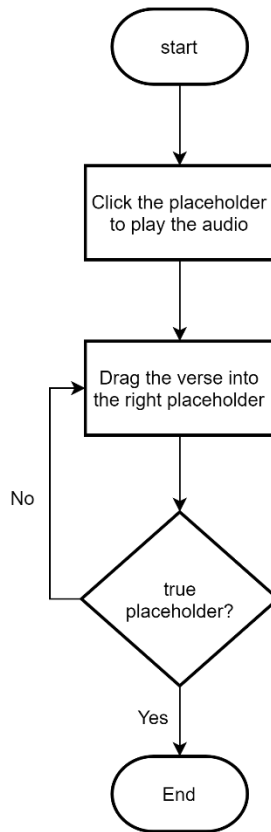 start
Click the placeholder
to play the audio
Drag the verse into
the right placeholder
No
true
placeholder?
Yes
End